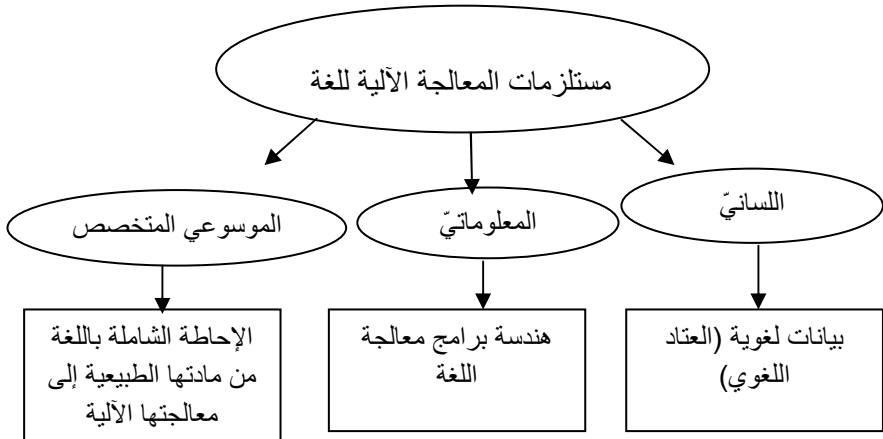 مستلزمات المعالجة الآلية للغة
اللسانيّ
المعلوماتيّ
الموسوعي المتخصص
بيانات لغوية (العتاد
اللغوي)
هندسة برامج معالجة
اللغة
الإحاطة الشاملة باللغة
من مادتها الطبيعية إلى
معالجتها الآلية